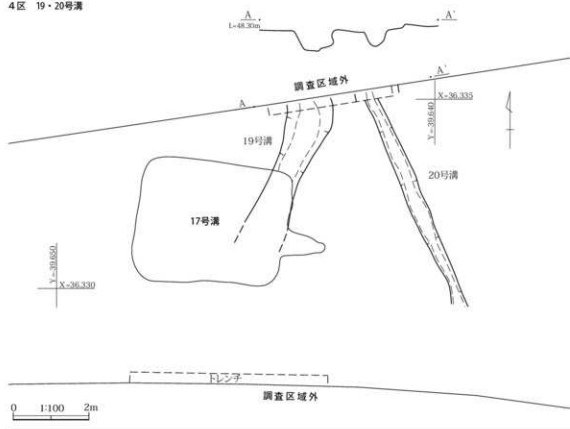 4区 19・20号溝
A A'
L=48.30m
調査区域外
A A'
X=36.335
Y=39.640
19号溝
20号溝
17号溝
Y=39.650
X=36.330
トレンチ
調査区域外
0 1:100 2m